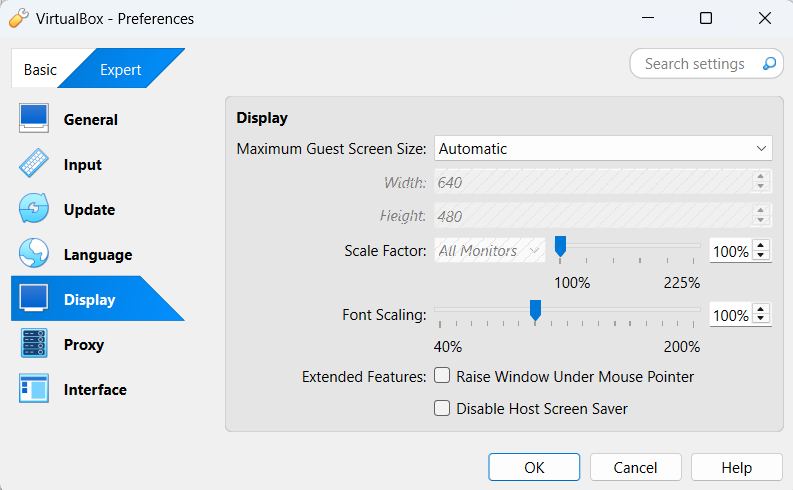 VirtualBox - Preferences
Basic
Expert
Search settings
General
Input
Update
Language
Display
Proxy
Interface
Display
Maximum Guest Screen Size: Automatic
Width: 640
Height: 480
Scale Factor: All Monitors 100%
100% 225%
Font Scaling: 100%
40% 200%
Extended Features: Raise Window Under Mouse Pointer
Disable Host Screen Saver
OK Cancel Help